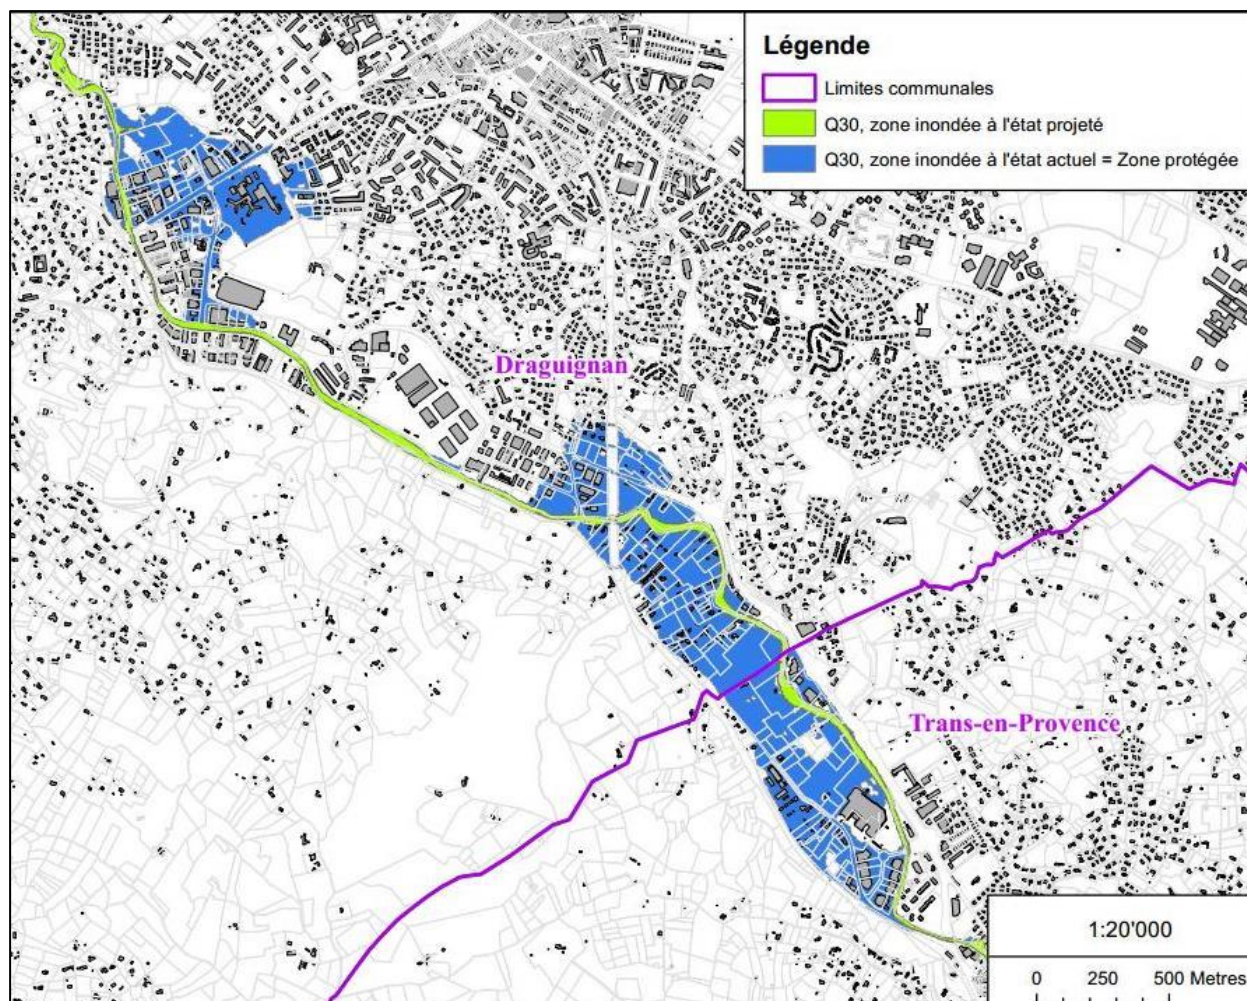 Légende
Limites communales
Q30, zone inondée à l'état projeté
Q30, zone inondée à l'état actuel = Zone protégée
Draguignan
Trans-en-Provence
1:20'000
0 250 500 Metres